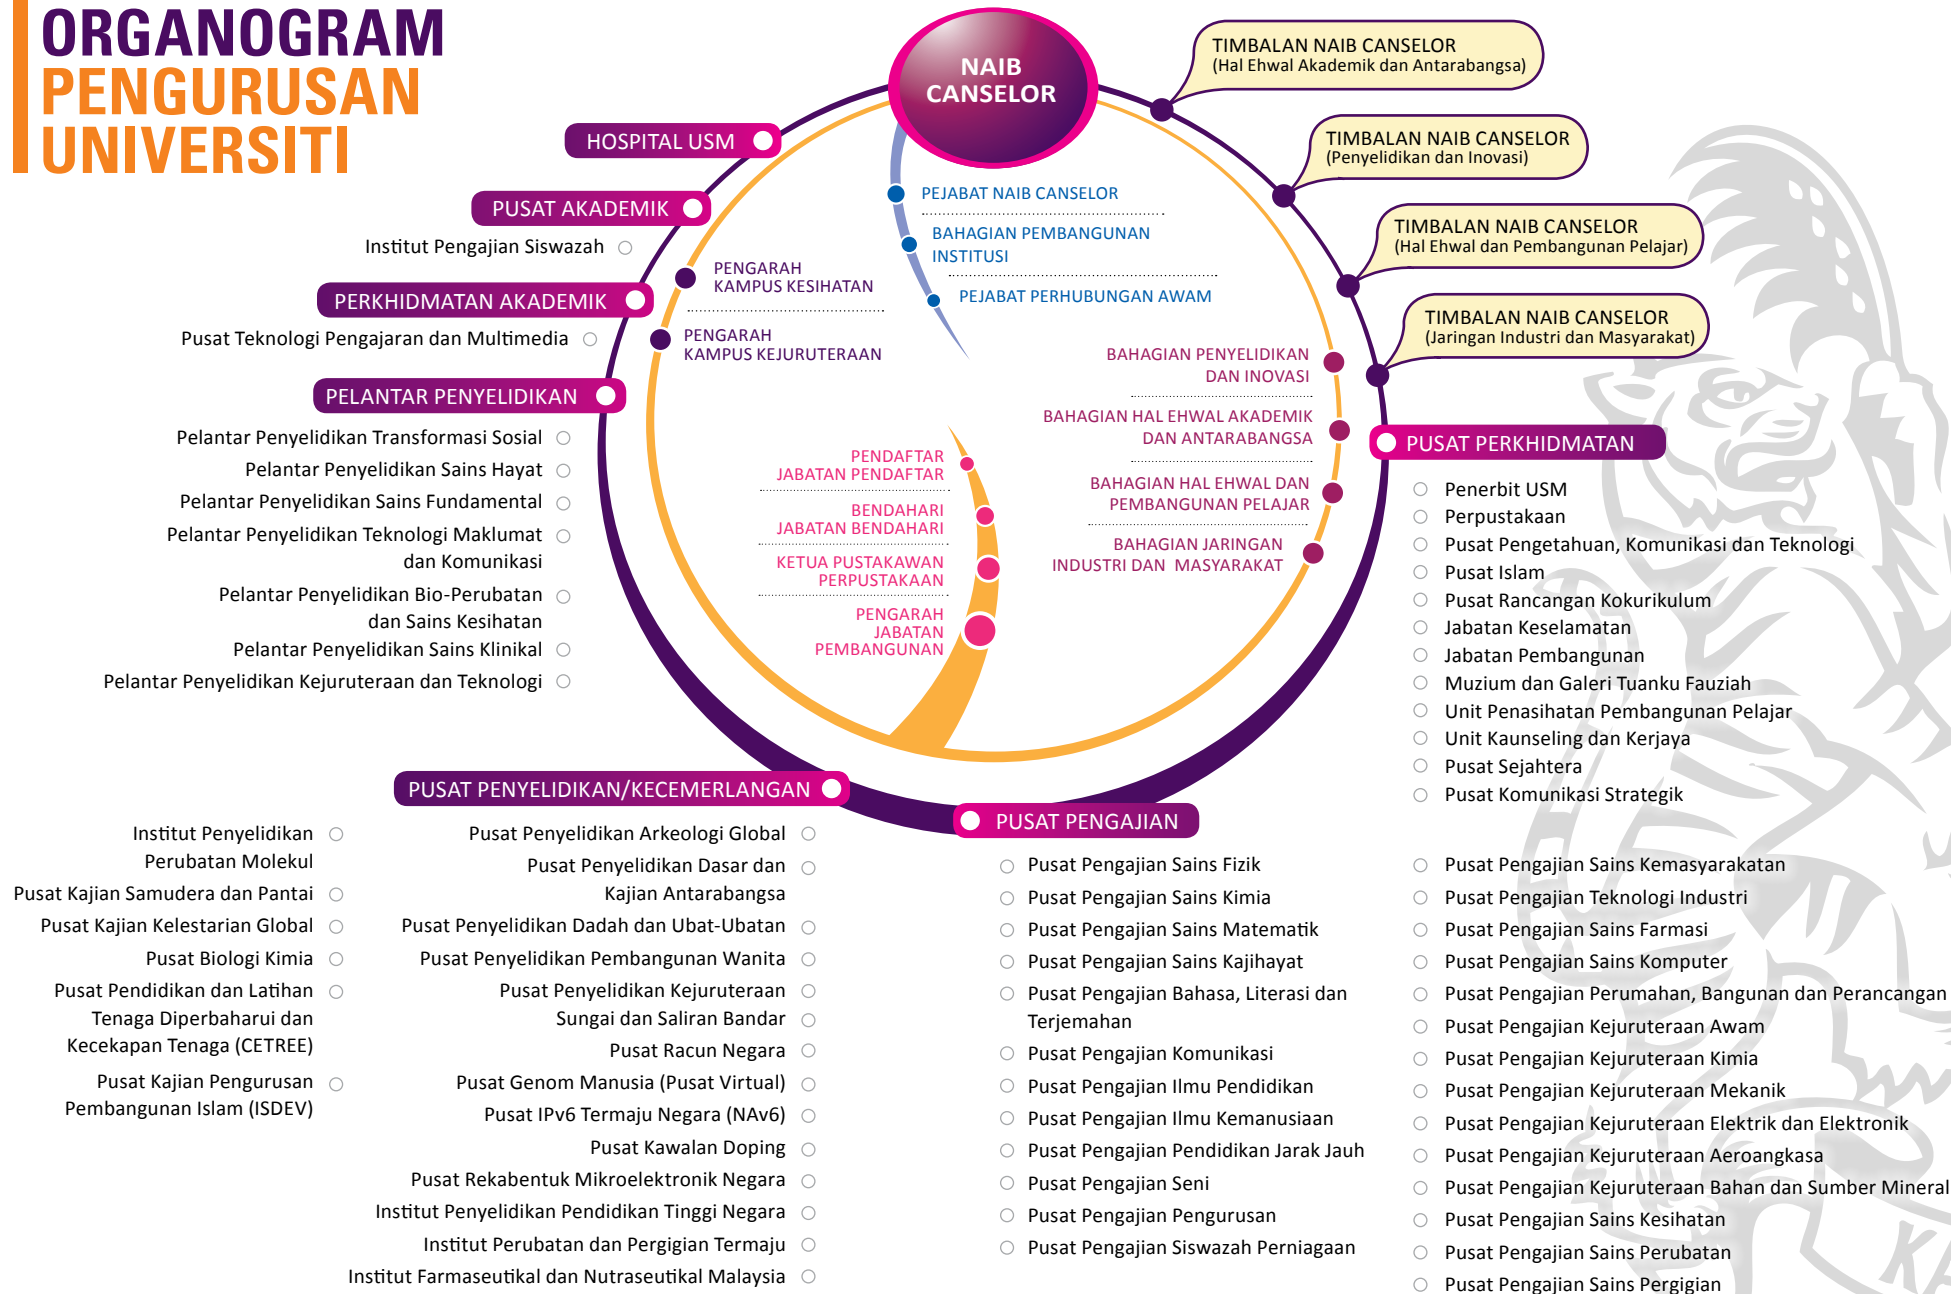 ORGANOGRAM
PENGURUSAN
UNIVERSITI
NAIB
CANSELOR
TIMBALAN NAIB CANSELOR
(Hal Ehwal Akademik dan Antarabangsa)
TIMBALAN NAIB CANSELOR
(Penyelidikan dan Inovasi)
TIMBALAN NAIB CANSELOR
(Hal Ehwal dan Pembangunan Pelajar)
TIMBALAN NAIB CANSELOR
(Jaringan Industri dan Masyarakat)
HOSPITAL USM
PUSAT AKADEMIK
Institut Pengajian Siswazah
PERKHIDMATAN AKADEMIK
Pusat Teknologi Pengajaran dan Multimedia
PELANTAR PENYELIDIKAN
Pelantar Penyelidikan Transformasi Sosial
Pelantar Penyelidikan Sains Hayat
Pelantar Penyelidikan Sains Fundamental
Pelantar Penyelidikan Teknologi Maklumat
dan Komunikasi
Pelantar Penyelidikan Bio-Perubatan
dan Sains Kesihatan
Pelantar Penyelidikan Sains Klinikal
Pelantar Penyelidikan Kejuruteraan dan Teknologi
PENGARAH
KAMPUS KESIHATAN
PENGARAH
KAMPUS KEJURUTERAAN
PEJABAT NAIB CANSELOR
BAHAGIAN PEMBANGUNAN
INSTITUSI
PEJABAT PERHUBUNGAN AWAM
BAHAGIAN PENYELIDIKAN
DAN INOVASI
BAHAGIAN HAL EHWAL AKADEMIK
DAN ANTARABANGSA
BAHAGIAN HAL EHWAL DAN
PEMBANGUNAN PELAJAR
BAHAGIAN JARINGAN
INDUSTRI DAN MASYARAKAT
PENDAFTAR
JABATAN PENDAFTAR
BENDAHARI
JABATAN BENDAHARI
KETUA PUSTAKAWAN
PERPUSTAKAAN
PENGARAH
JABATAN
PEMBANGUNAN
PUSAT PERKHIDMATAN
Penerbit USM
Perpustakaan
Pusat Pengetahuan, Komunikasi dan Teknologi
Pusat Islam
Pusat Rancangan Kokurikulum
Jabatan Keselamatan
Jabatan Pembangunan
Muzium dan Galeri Tuanku Fauziah
Unit Penasihatan Pembangunan Pelajar
Unit Kaunseling dan Kerjaya
Pusat Sejahtera
Pusat Komunikasi Strategik
PUSAT PENYELIDIKAN/KECEMERLANGAN
Institut Penyelidikan
Perubatan Molekul
Pusat Kajian Samudera dan Pantai
Pusat Kajian Kelestarian Global
Pusat Biologi Kimia
Pusat Pendidikan dan Latihan
Tenaga Diperbaharui dan
Kecekapan Tenaga (CETREE)
Pusat Kajian Pengurusan
Pembangunan Islam (ISDEV)
Pusat Penyelidikan Arkeologi Global
Pusat Penyelidikan Dasar dan
Kajian Antarabangsa
Pusat Penyelidikan Dadah dan Ubat-Ubatan
Pusat Penyelidikan Pembangunan Wanita
Pusat Penyelidikan Kejuruteraan
Sungai dan Saliran Bandar
Pusat Racun Negara
Pusat Genom Manusia (Pusat Virtual)
Pusat IPv6 Termaju Negara (NAv6)
Pusat Kawalan Doping
Pusat Rekabentuk Mikroelektronik Negara
Institut Penyelidikan Pendidikan Tinggi Negara
Institut Perubatan dan Pergigian Termaju
Institut Farmaseutikal dan Nutraseutikal Malaysia
PUSAT PENGAJIAN
Pusat Pengajian Sains Fizik
Pusat Pengajian Sains Kimia
Pusat Pengajian Sains Matematik
Pusat Pengajian Sains Kajihayat
Pusat Pengajian Bahasa, Literasi dan
Terjemahan
Pusat Pengajian Komunikasi
Pusat Pengajian Ilmu Pendidikan
Pusat Pengajian Ilmu Kemanusiaan
Pusat Pengajian Pendidikan Jarak Jauh
Pusat Pengajian Seni
Pusat Pengajian Pengurusan
Pusat Pengajian Siswazah Perniagaan
Pusat Pengajian Sains Kemasyarakatan
Pusat Pengajian Teknologi Industri
Pusat Pengajian Sains Farmasi
Pusat Pengajian Sains Komputer
Pusat Pengajian Perumahan, Bangunan dan Perancangan
Pusat Pengajian Kejuruteraan Awam
Pusat Pengajian Kejuruteraan Kimia
Pusat Pengajian Kejuruteraan Mekanik
Pusat Pengajian Kejuruteraan Elektrik dan Elektronik
Pusat Pengajian Kejuruteraan Aeroangkasa
Pusat Pengajian Kejuruteraan Bahan dan Sumber Mineral
Pusat Pengajian Sains Kesihatan
Pusat Pengajian Sains Perubatan
Pusat Pengajian Sains Pergigian